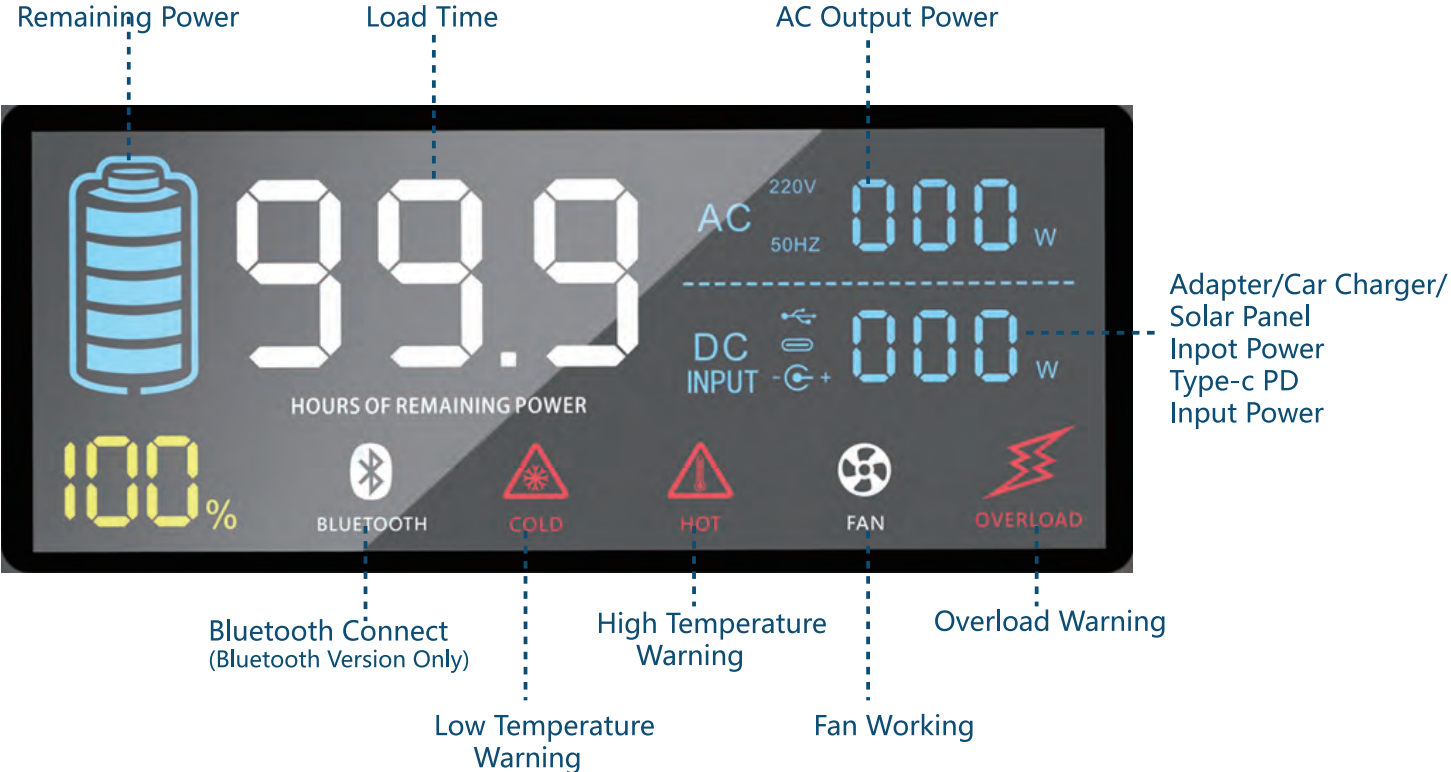 Remaining Power
Load Time
AC Output Power
99.9
HOURS OF REMAINING POWER
AC
220V
50HZ
000 W
DC
INPUT
- +
000 W
Adapter/Car Charger/
Solar Panel
Inpot Power
Type-c PD
Input Power
100%
BLUETOOTH
COLD
HOT
FAN
OVERLOAD
Bluetooth Connect
(Bluetooth Version Only)
High Temperature
Warning
Overload Warning
Low Temperature
Warning
Fan Working